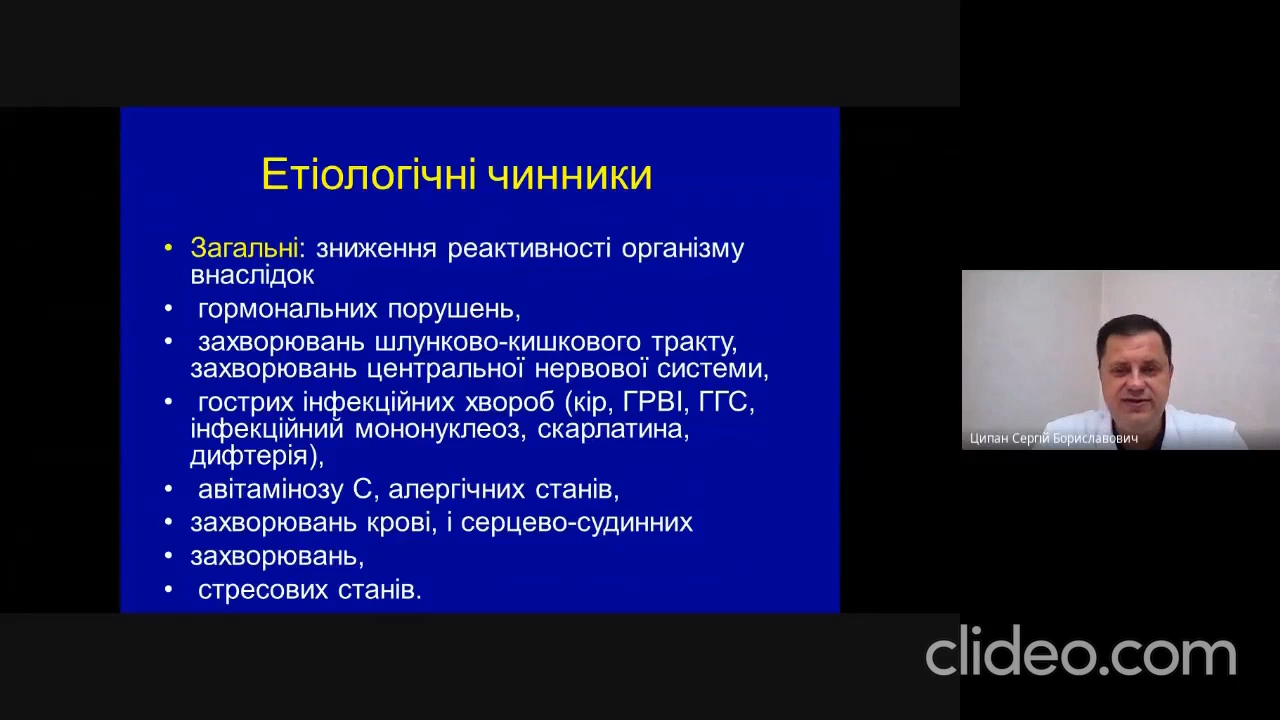 Етіологічні чинники
• Загальні: зниження реактивності організму
внаслідок
• гормональних порушень,
• захворювань шлунково-кишкового тракту,
захворювань центральної нервової системи,
• гострих інфекційних хвороб (кір, ГРВІ, ГГС,
інфекційний мононуклеоз, скарлатина,
дифтерія),
• авітамінозу С, алергічних станів,
• захворювань крові, і серцево-судинних
• захворювань,
• стресових станів.
Ципан Сергій Бориславович
clideo.com